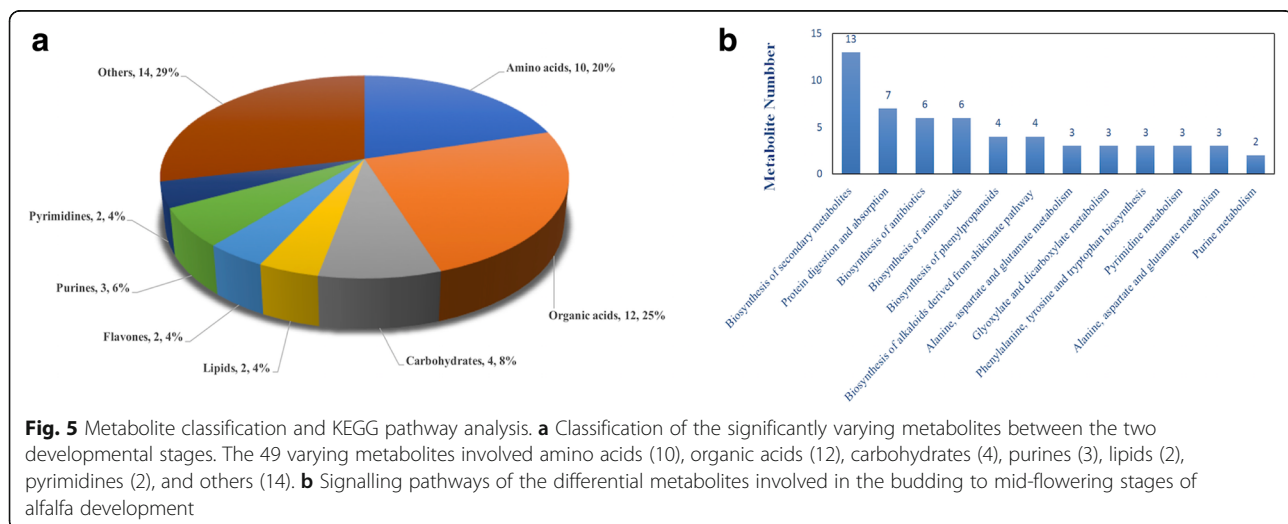 a
Others, 14, 29%
Amino acids, 10, 20%
Pyrimidines, 2, 4%
Purines, 3, 6%
Flavones, 2, 4%
Lipids, 2, 4%
Carbohydrates, 4, 8%
Organic acids, 12, 25%
b
Metabolite Numbber
15
10
5
0
13
7
6
6
4
4
3
3
3
3
3
2
Biosynthesis of secondary metabolites
Protein digestion and absorption
Biosynthesis of antibiotics
Biosynthesis of amino acids
Biosynthesis of phenylpropanoids
Biosynthesis of alkaloids derived from shikimate pathway
Alanine, aspartate and glutamate metabolism
Glyoxylate and dicarboxylate metabolism
Phenylalanine, tyrosine and tryptophan biosynthesis
Pyrimidine metabolism
Alanine, aspartate and glutamate metabolism
Purine metabolism
Fig. 5 Metabolite classification and KEGG pathway analysis. a Classification of the significantly varying metabolites between the two
developmental stages. The 49 varying metabolites involved amino acids (10), organic acids (12), carbohydrates (4), purines (3), lipids (2),
pyrimidines (2), and others (14). b Signalling pathways of the differential metabolites involved in the budding to mid-flowering stages of
alfalfa development